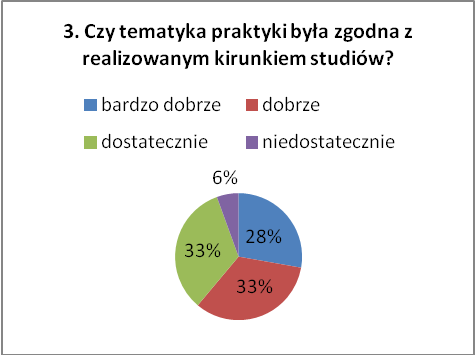 3. Czy tematyka praktyki była zgodna z
realizowanym kirunkiem studiów?
bardzo dobrze dobrze
dostatecznie niedostatecznie
6%
28%
33%
33%